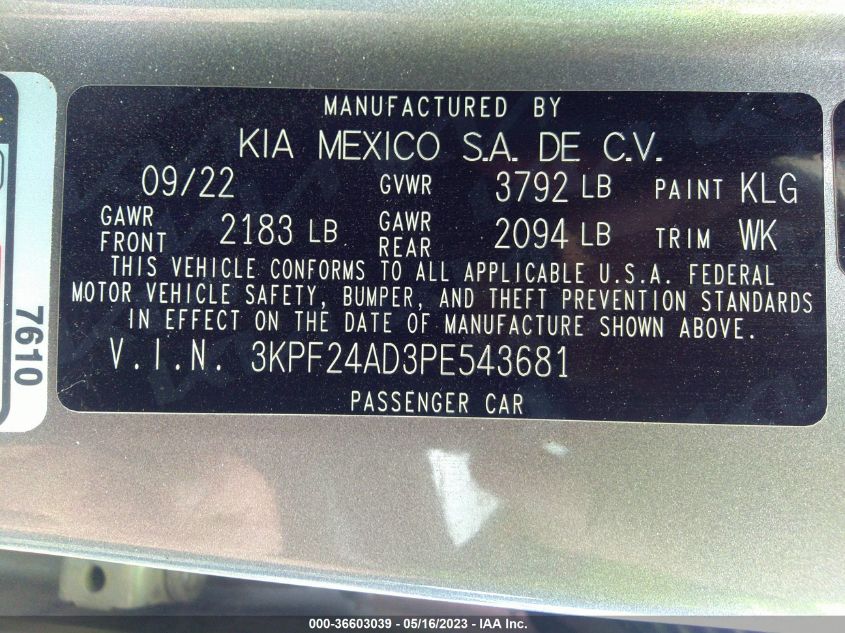 MANUFACTURED BY
KIA MEXICO S.A. DE C.V.
09/22 GVWR 3792 LB PAINT KLG
GAWR FRONT 2183 LB GAWR REAR 2094 LB TRIM WK
THIS VEHICLE CONFORMS TO ALL APPLICABLE U.S.A. FEDERAL
MOTOR VEHICLE SAFETY, BUMPER, AND THEFT PREVENTION STANDARDS
IN EFFECT ON THE DATE OF MANUFACTURE SHOWN ABOVE.
V.I.N. 3KPF24AD3PE543681
PASSENGER CAR
7610
000-36603039 - 05/16/2023 - IAA Inc.